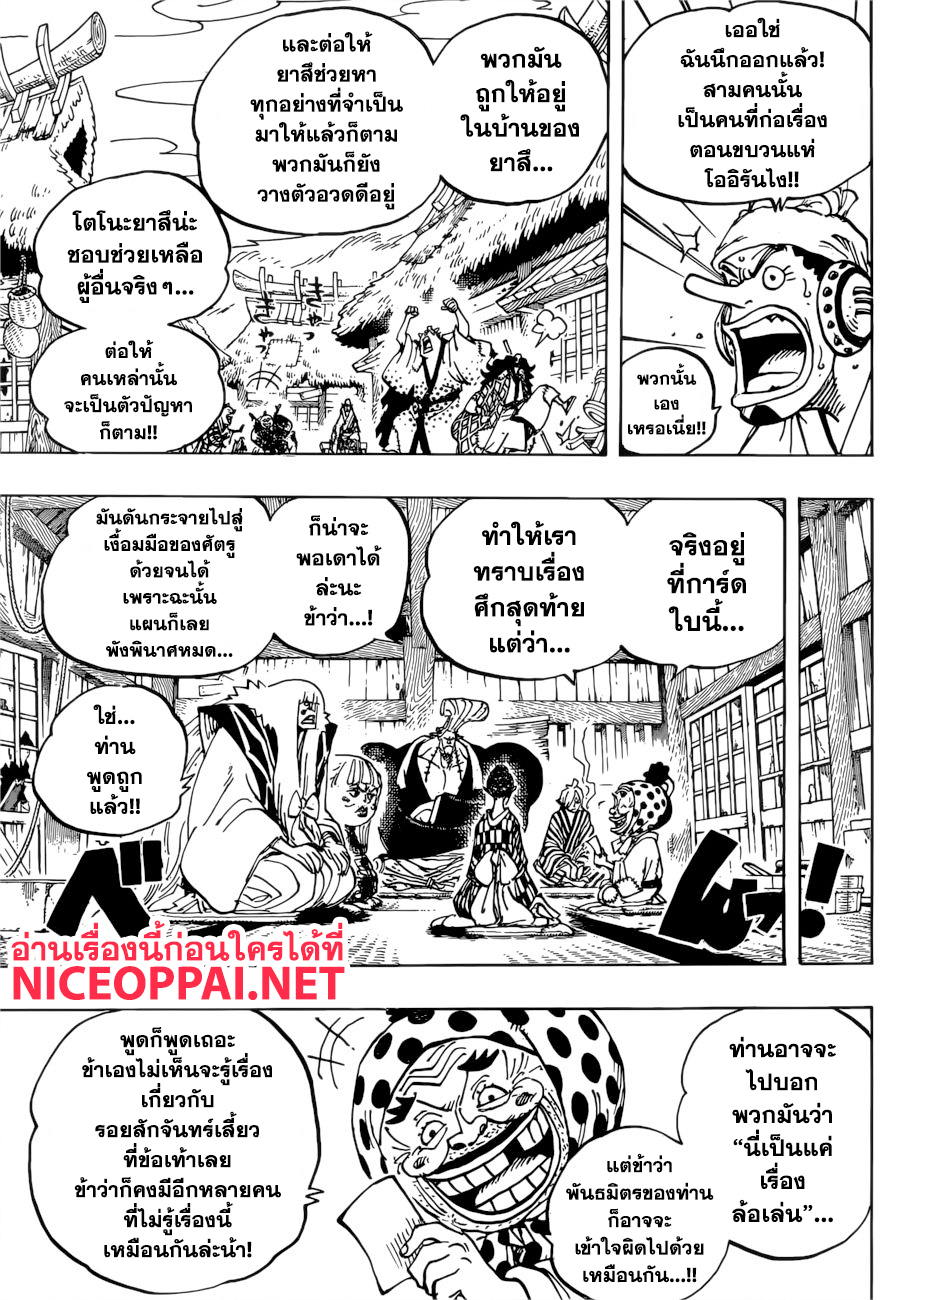 เออใช่
ฉันนึกออกแล้ว!
สามคนนั้น
เป็นคนที่ก่อเรื่อง
ตอนขบวนแห่
โออิรันไง!!
พวกนั้น
เอง
เหรอเนี่ย!!
พวกมัน
ถูกให้อยู่
ในบ้านของ
ยาสึ...
และต่อให้
ยาสึช่วยหา
ทุกอย่างที่จำเป็น
มาให้แล้วก็ตาม
พวกมันก็ยัง
วางตัวอวดดีอยู่
โตโนะยาสึน่ะ
ชอบช่วยเหลือ
ผู้อื่นจริงๆ...
ต่อให้
คนเหล่านั้น
จะเป็นตัวปัญหา
ก็ตาม!!
จริงอยู่
ที่การ์ด
ใบนี้...
ทำให้เรา
ทราบเรื่อง
ศึกสุดท้าย
แต่ว่า...
ก็น่าจะ
พอเดาได้
ล่ะนะ
ข้าว่า...!
มันดันกระจายไปสู่
เงื้อมมือของศัตรู
ด้วยจนได้
เพราะฉะนั้น
แผนก็เลย
พังพินาศหมด...
ใช่...
ท่าน
พูดถูก
แล้ว!!
อ่านเรื่องนี้ก่อนใครได้ที่
NICEOPPAI.NET
ท่านอาจจะ
ไปบอก
พวกมันว่า
“นี่เป็นแค่
เรื่อง
ล้อเล่น”...
แต่ข้าว่า
พันธมิตรของท่าน
ก็อาจจะ
เข้าใจผิดไปด้วย
เหมือนกัน...!!
พูดก็พูดเถอะ
ข้าเองไม่เห็นจะรู้เรื่อง
เกี่ยวกับ
รอยสักจันทร์เสี้ยว
ที่ข้อเท้าเลย
ข้าว่าก็คงมีอีกหลายคน
ที่ไม่รู้เรื่องนี้
เหมือนกันล่ะน้า!